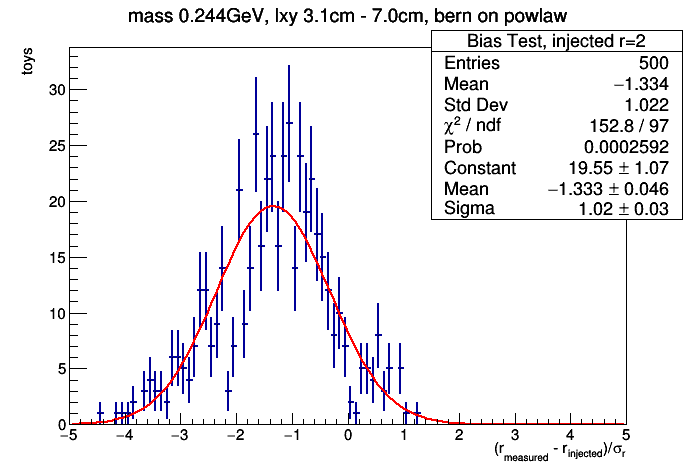 mass 0.244GeV, lxy 3.1cm - 7.0cm, bern on powlaw
toys
Bias Test, injected r=2
Entries 500
Mean −1.334
Std Dev 1.022
χ² / ndf 152.8 / 97
Prob 0.0002592
Constant 19.55 ± 1.07
Mean −1.333 ± 0.046
Sigma 1.02 ± 0.03
30
25
20
15
10
5
0
−5 −4 −3 −2 −1 0 1 2 3 4 5
(r_measured - r_injected)/σ_r